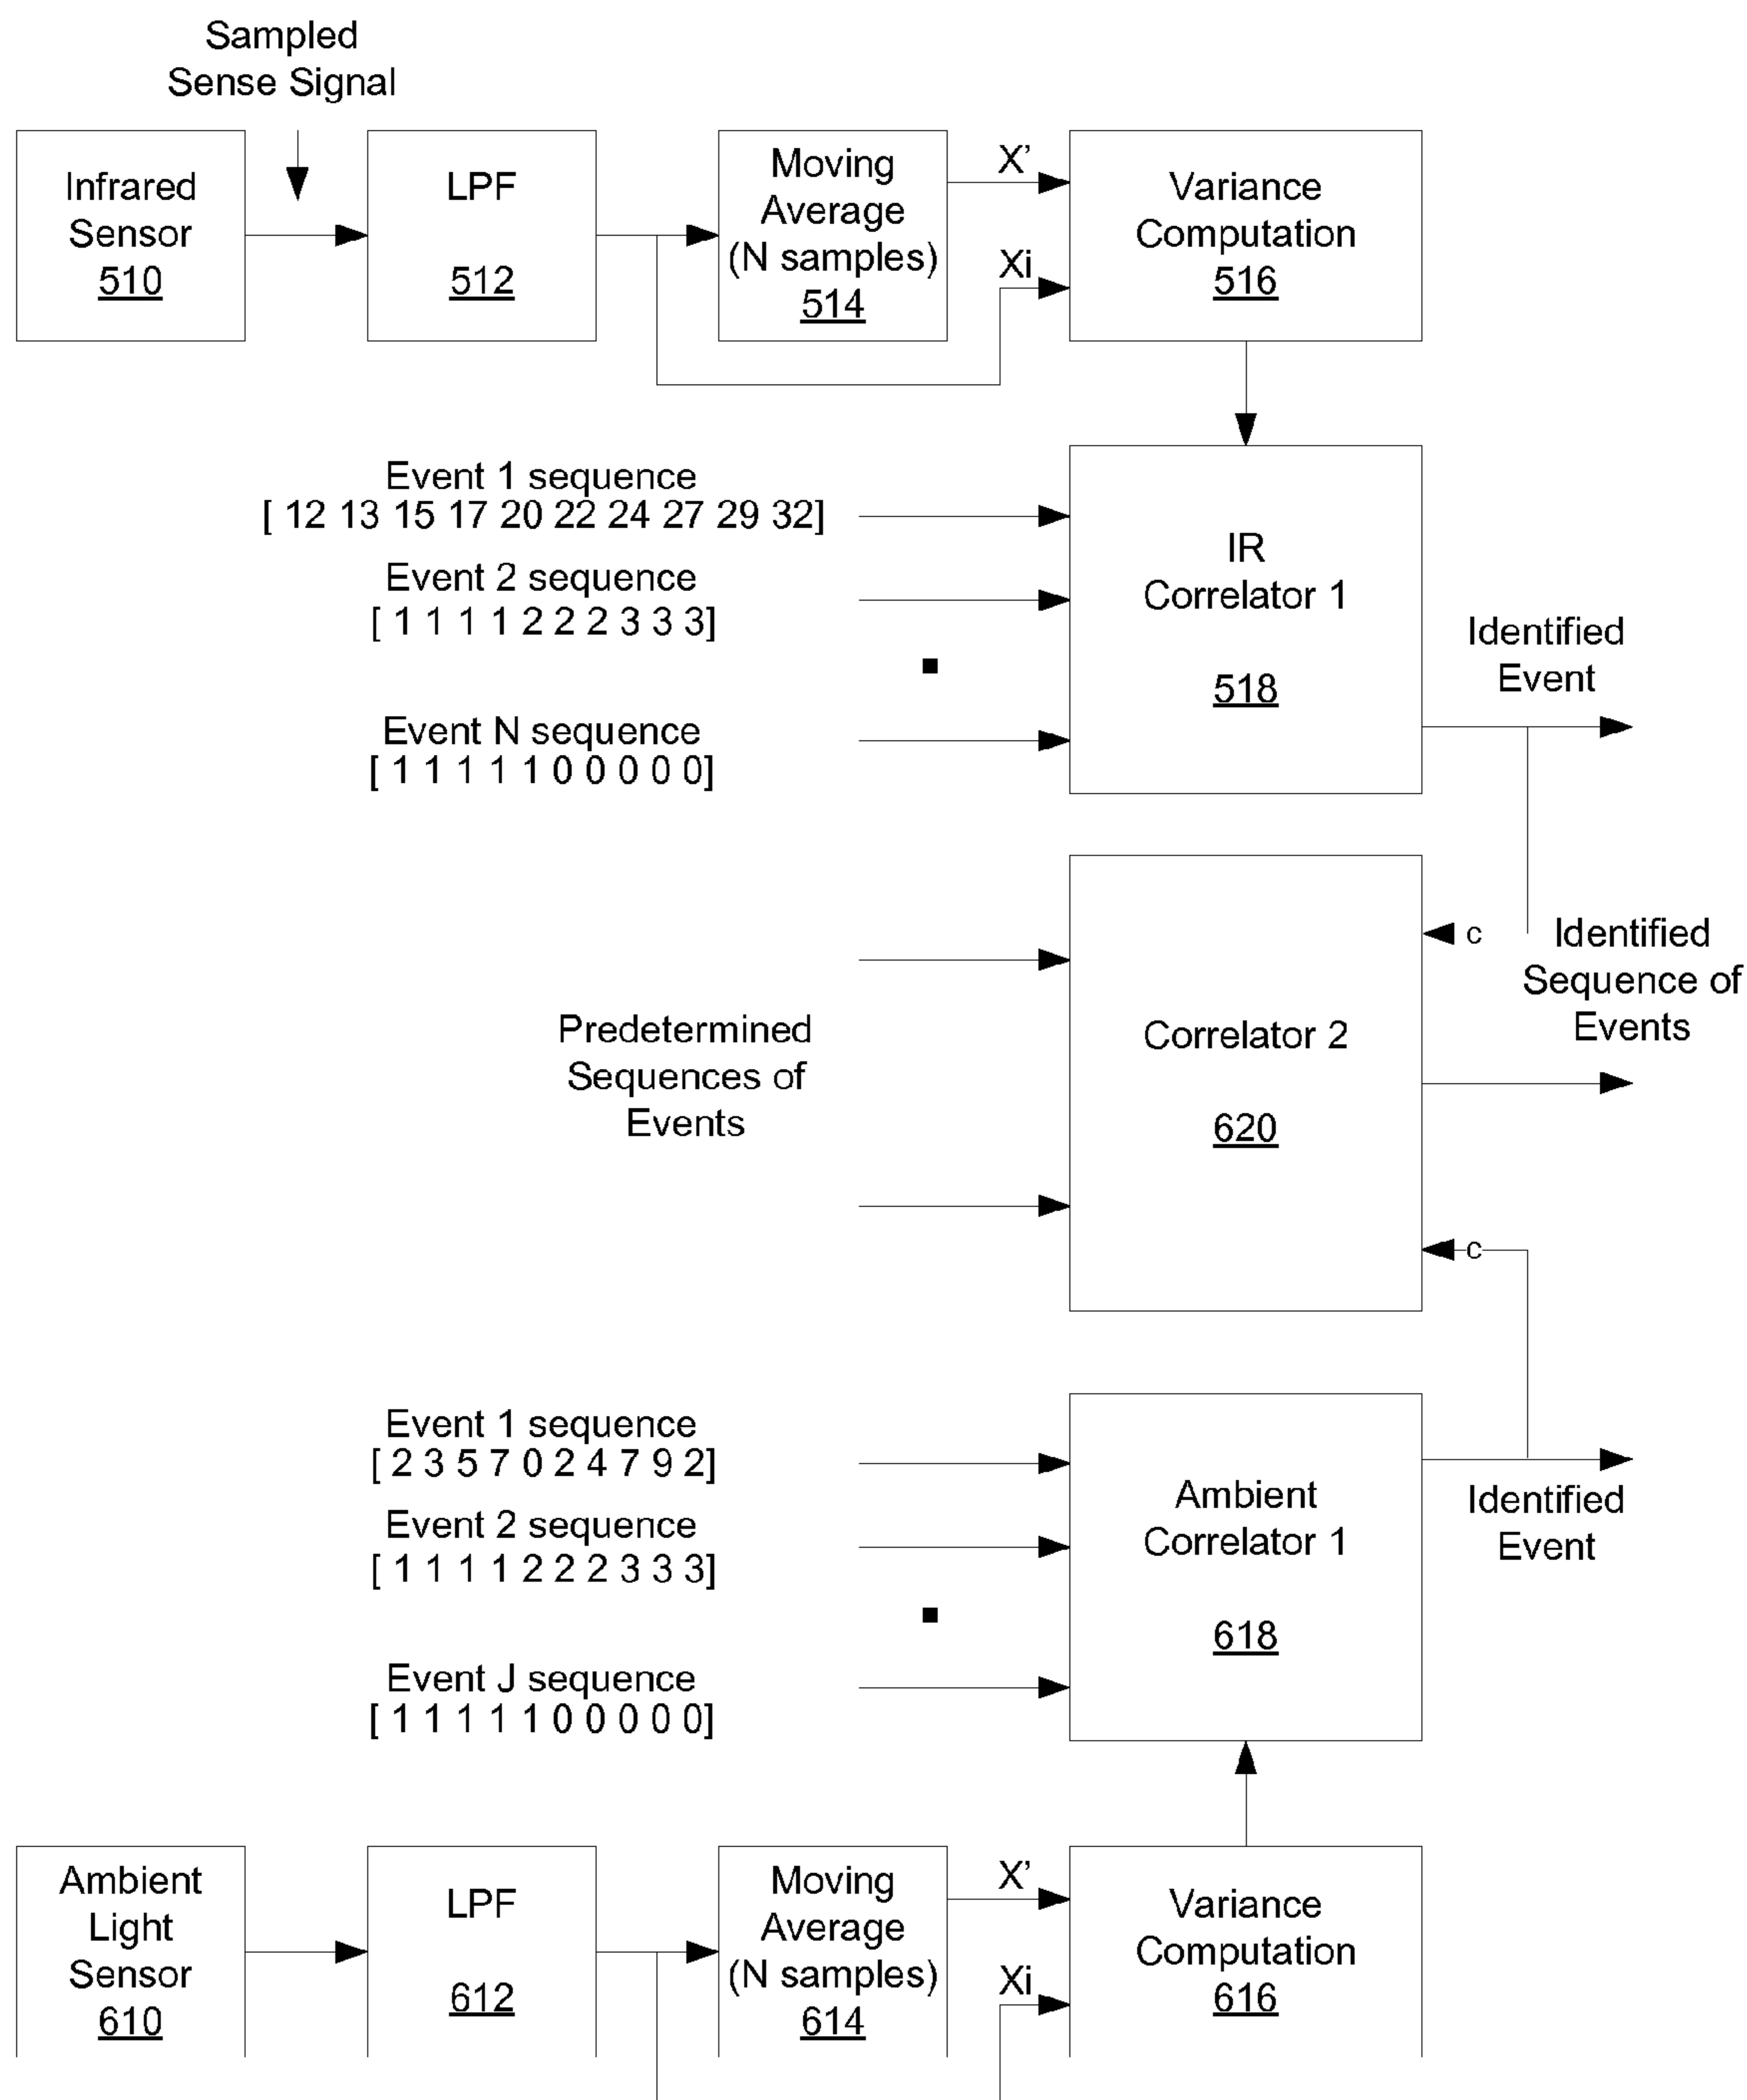 Sampled
Sense Signal
Infrared
Sensor
510
LPF
512
Moving
Average
(N samples)
514
X'
Xi
Variance
Computation
516
Event 1 sequence
[ 12 13 15 17 20 22 24 27 29 32]
Event 2 sequence
[ 1 1 1 1 2 2 2 3 3 3]
Event N sequence
[ 1 1 1 1 1 0 0 0 0 0]
IR
Correlator 1
518
Identified
Event
Predetermined
Sequences of
Events
Correlator 2
620
c
c
Identified
Sequence of
Events
Event 1 sequence
[ 2 3 5 7 0 2 4 7 9 2]
Event 2 sequence
[ 1 1 1 1 2 2 2 3 3 3]
Event J sequence
[ 1 1 1 1 1 0 0 0 0 0]
Ambient
Correlator 1
618
Identified
Event
Ambient
Light
Sensor
610
LPF
612
Moving
Average
(N samples)
614
X'
Xi
Variance
Computation
616